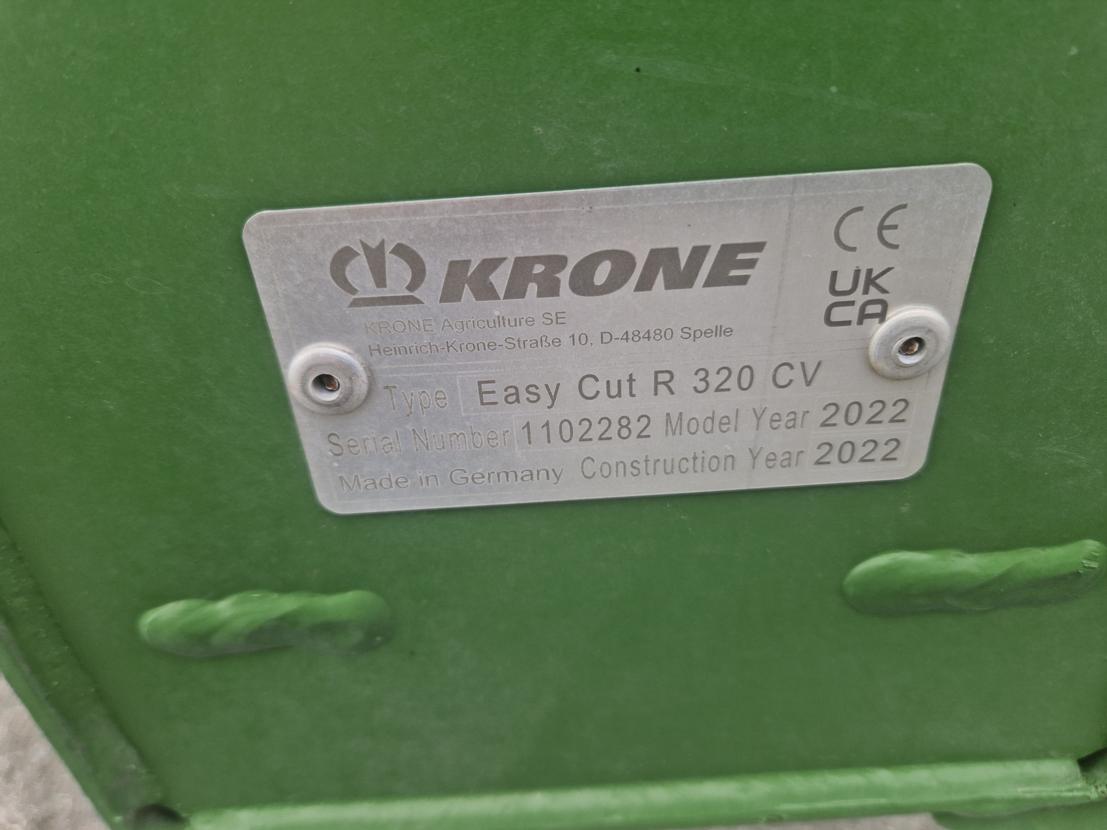 KRONE
CE
UK
CA
KRONE Agriculture SE
Heinrich-Krone-Straße 10, D-48480 Spelle
Type Easy Cut R 320 CV
Serial Number 1102282 Model Year 2022
Made in Germany Construction Year 2022